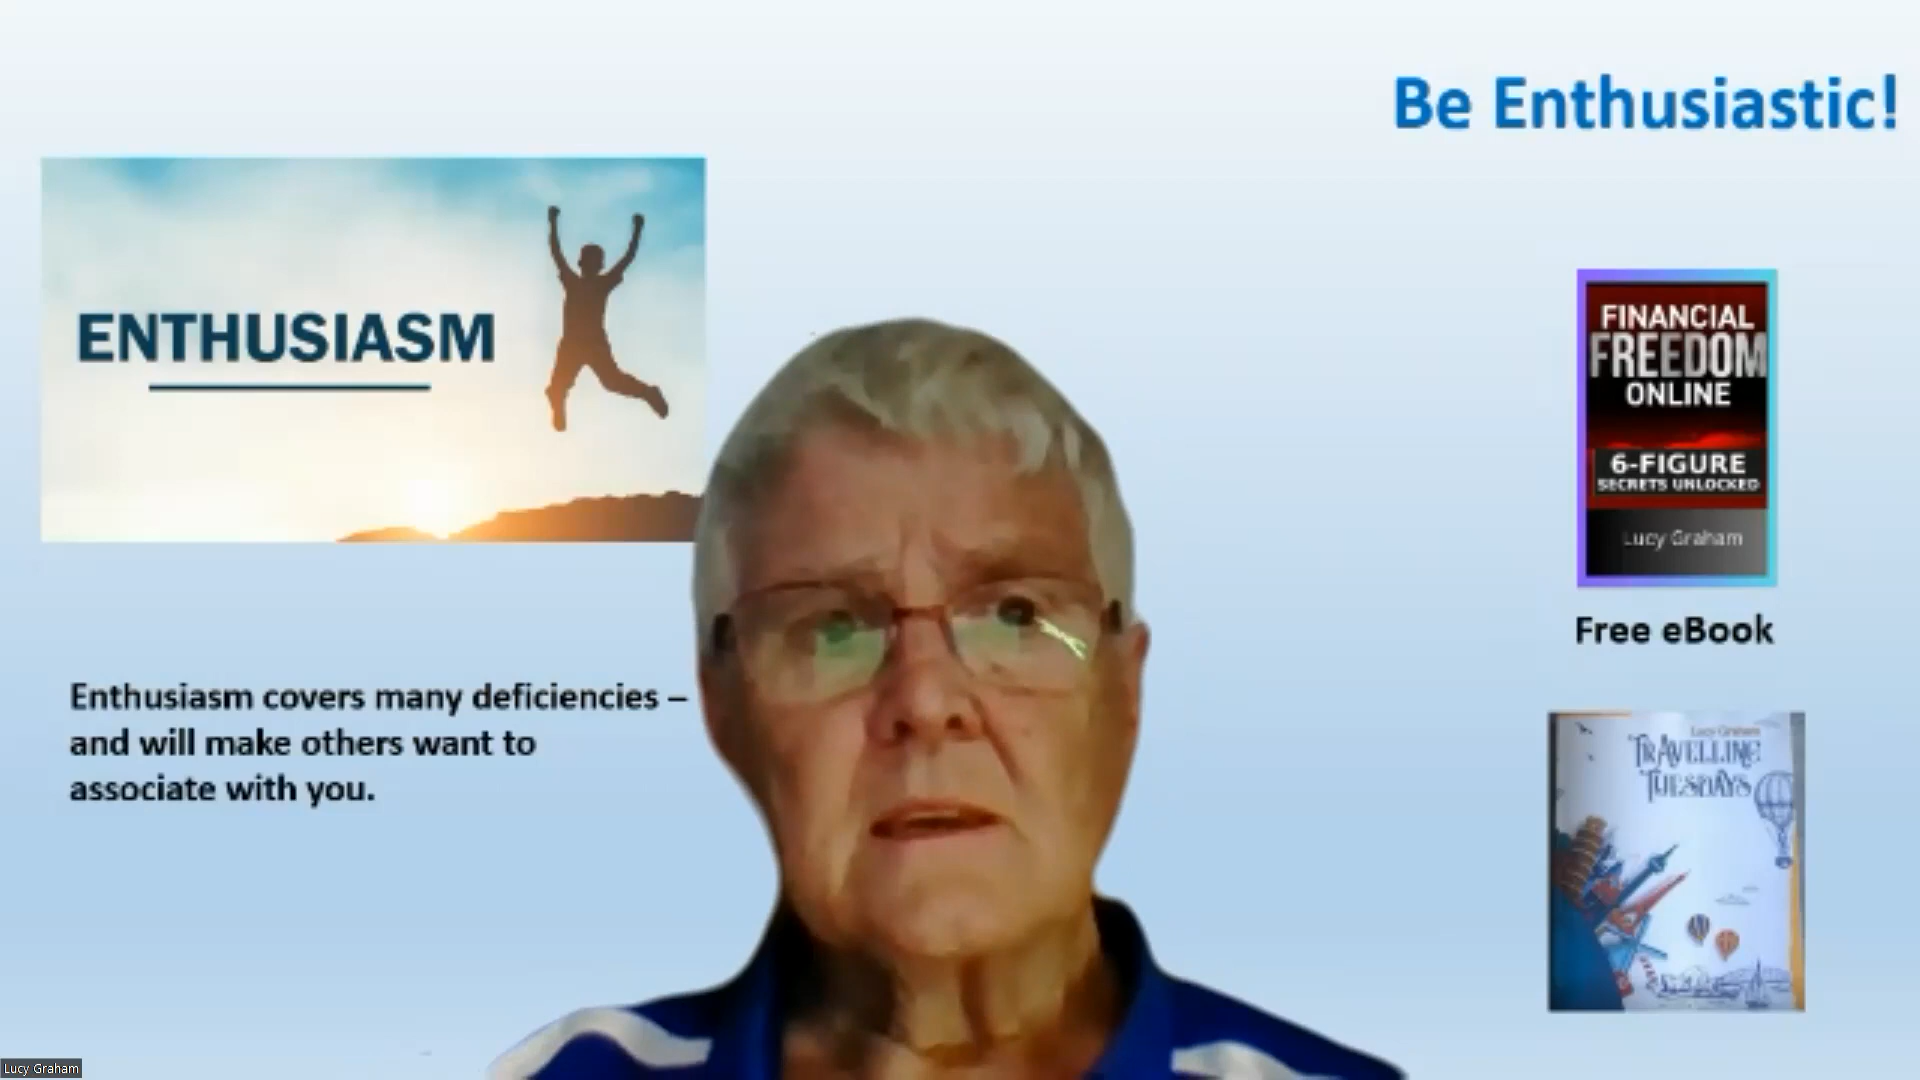 Be Enthusiastic!
ENTHUSIASM
Enthusiasm covers many deficiencies –
and will make others want to
associate with you.
FINANCIAL
FREEDOM
ONLINE
6-FIGURE
SECRETS UNLOCKED
Lucy Graham
Free eBook
Lucy Graham
TRAVELLING
TUESDAYS
Lucy Graham